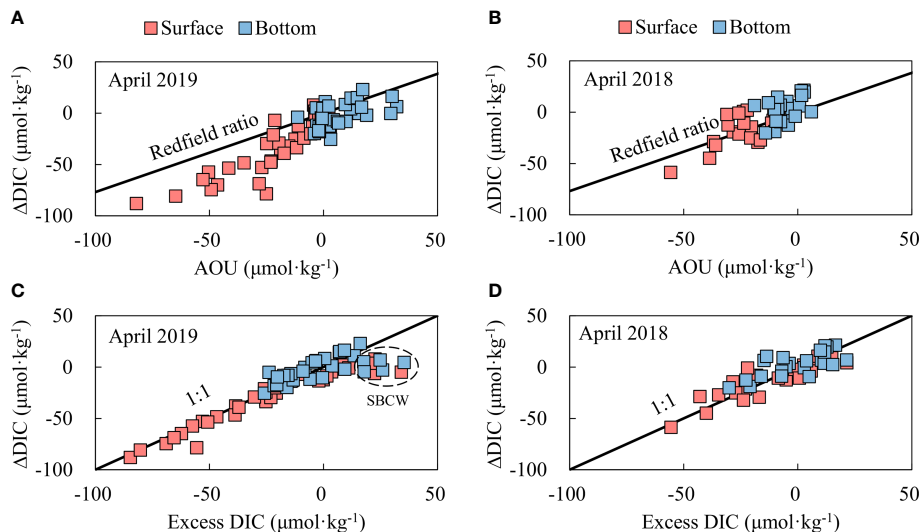 A
Surface Bottom
April 2019
Redfield ratio
50
0
-50
-100
-100 -50 0 50
ΔDIC (μmol·kg⁻¹)
AOU (μmol·kg⁻¹)
B
Surface Bottom
April 2018
Redfield ratio
50
0
-50
-100
-100 -50 0 50
ΔDIC (μmol·kg⁻¹)
AOU (μmol·kg⁻¹)
C
April 2019
1:1
SBCW
50
0
-50
-100
-100 -50 0 50
ΔDIC (μmol·kg⁻¹)
Excess DIC (μmol·kg⁻¹)
D
April 2018
1:1
50
0
-50
-100
-100 -50 0 50
ΔDIC (μmol·kg⁻¹)
Excess DIC (μmol·kg⁻¹)